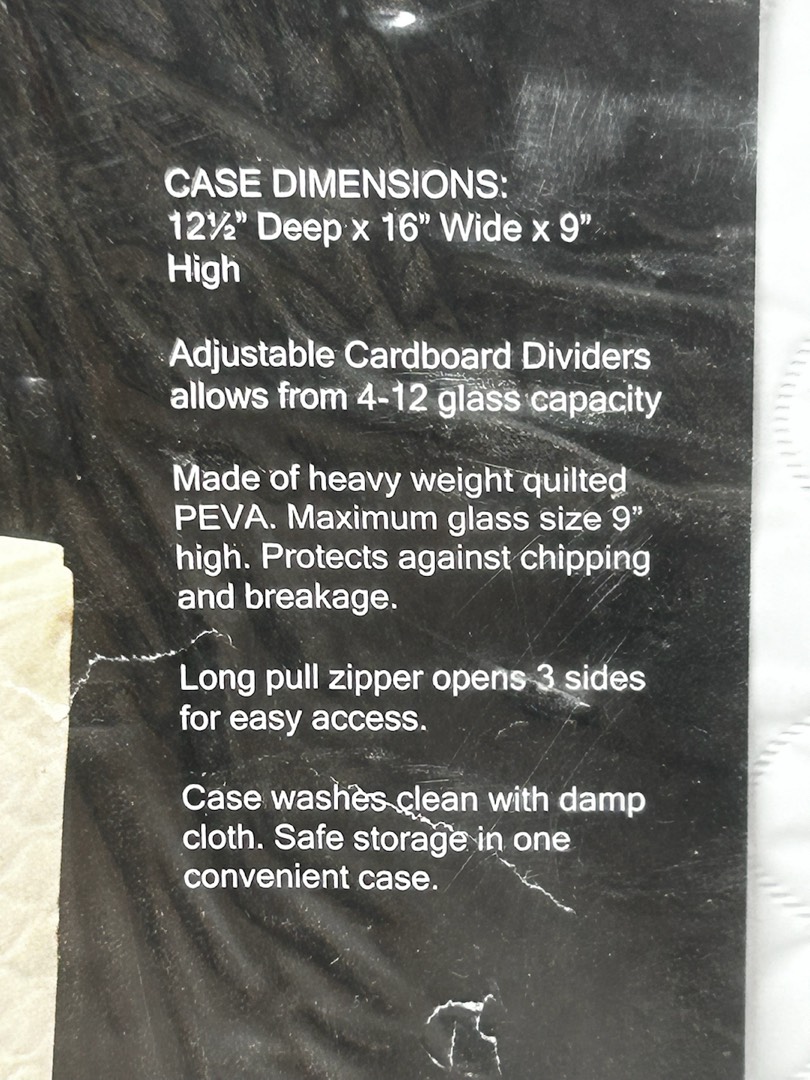 CASE DIMENSIONS:
12½” Deep x 16” Wide x 9”
High
Adjustable Cardboard Dividers
allows from 4-12 glass capacity
Made of heavy weight quilted
PEVA. Maximum glass size 9”
high. Protects against chipping
and breakage.
Long pull zipper opens 3 sides
for easy access.
Case washes clean with damp
cloth. Safe storage in one
convenient case.